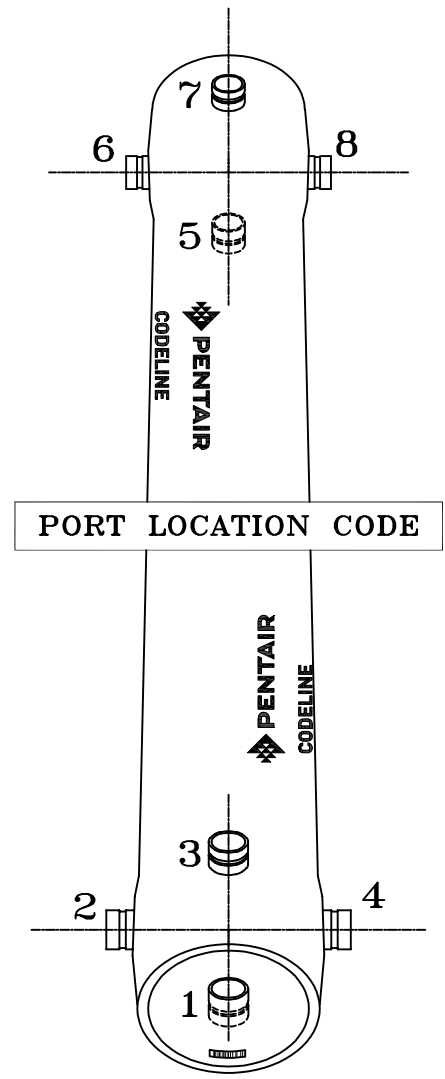 7
6
8
5
CODELINE
PENTAIR
PORT LOCATION CODE
PENTAIR
CODELINE
3
2
4
1